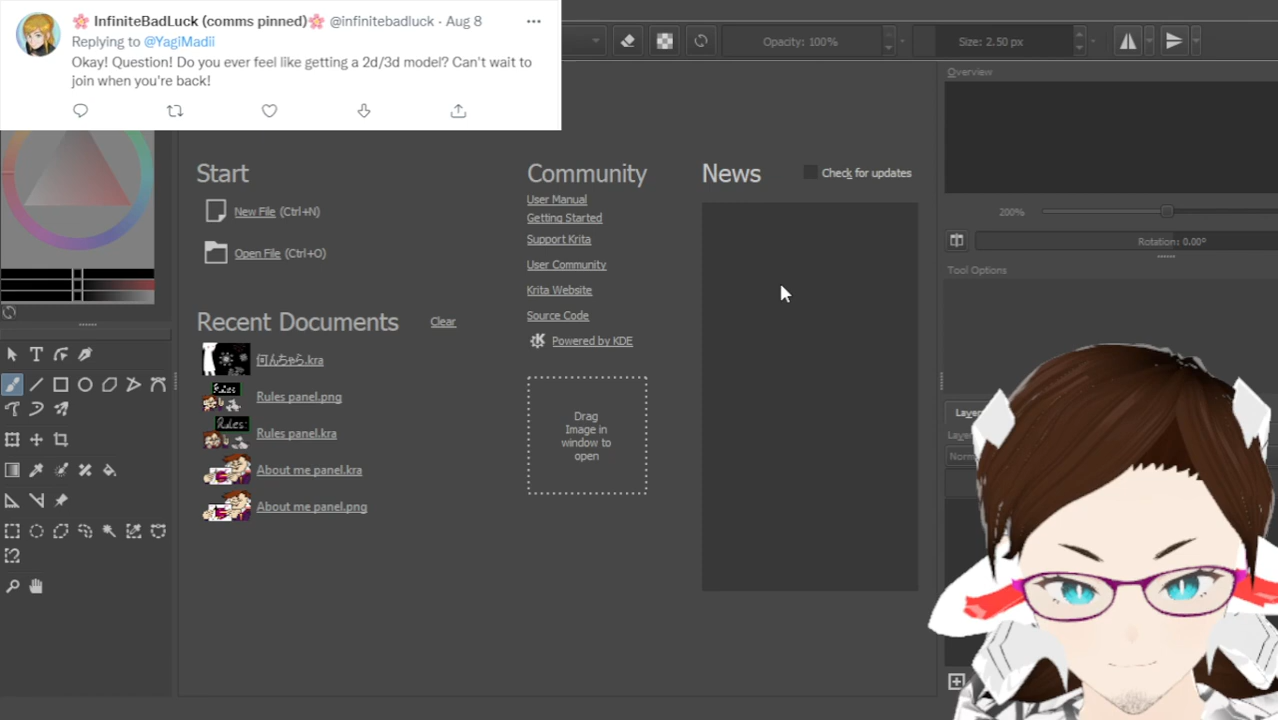 🌸 InfiniteBadLuck (comms pinned)🌸 @infinitebadluck · Aug 8
Replying to @YagiMadii
Okay! Question! Do you ever feel like getting a 2d/3d model? Can't wait to
join when you're back!
Opacity: 100%
Size: 2.50 px
Overview
Start
New File (Ctrl+N)
Open File (Ctrl+O)
Recent Documents
Clear
何んちゃら.kra
Rules panel.png
Rules panel.kra
About me panel.kra
About me panel.png
Community
User Manual
Getting Started
Support Krita
User Community
Krita Website
Source Code
Powered by KDE
Drag
Image in
window to
open
News
Check for updates
200%
Rotation: 0.00°
Tool Options
Rules
Rules: